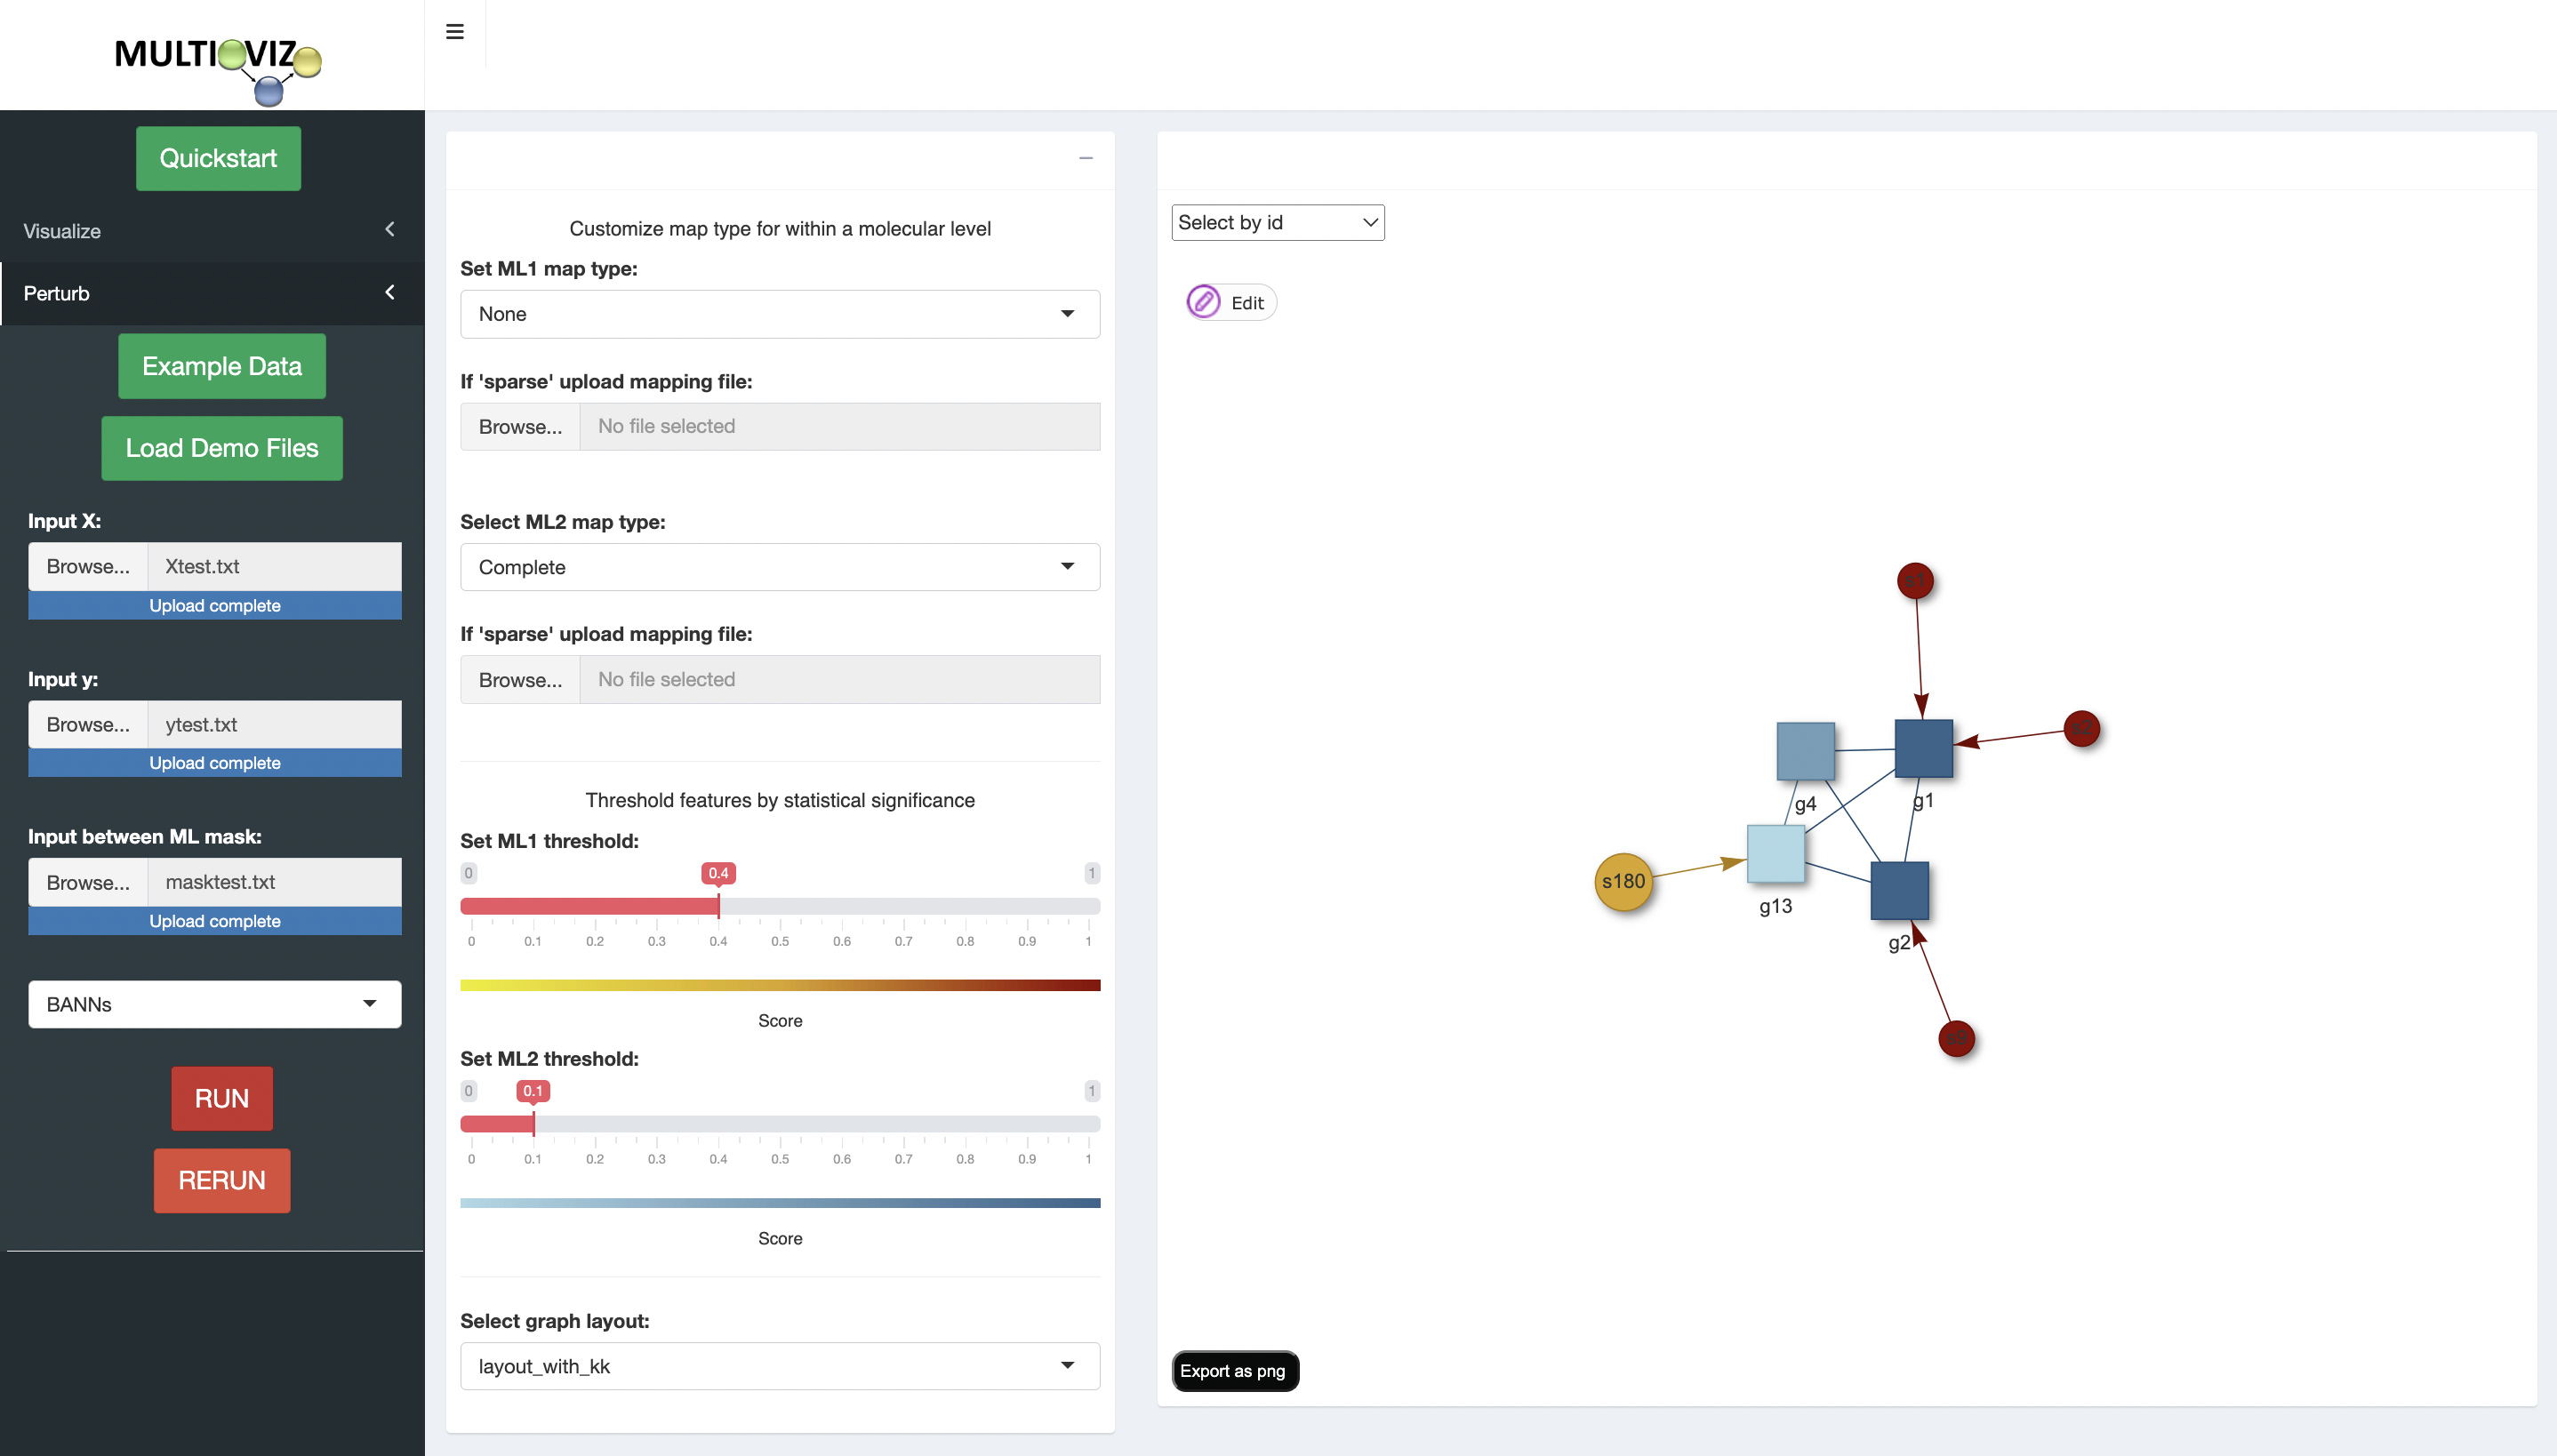 MULTIOVIZ
Quickstart
Visualize
Perturb
Example Data
Load Demo Files
Input X:
Browse... Xtest.txt
Upload complete
Input y:
Browse... ytest.txt
Upload complete
Input between ML mask:
Browse... masktest.txt
Upload complete
BANNs
RUN
RERUN
Customize map type for within a molecular level
Set ML1 map type:
None
If 'sparse' upload mapping file:
Browse... No file selected
Select ML2 map type:
Complete
If 'sparse' upload mapping file:
Browse... No file selected
Threshold features by statistical significance
Set ML1 threshold:
0 0.4 1
0 0.1 0.2 0.3 0.4 0.5 0.6 0.7 0.8 0.9 1
Score
Set ML2 threshold:
0 0.1 1
0 0.1 0.2 0.3 0.4 0.5 0.6 0.7 0.8 0.9 1
Score
Select graph layout:
layout_with_kk
Select by id
Edit
s1
g4
g1
s180
g13
g2
Export as png